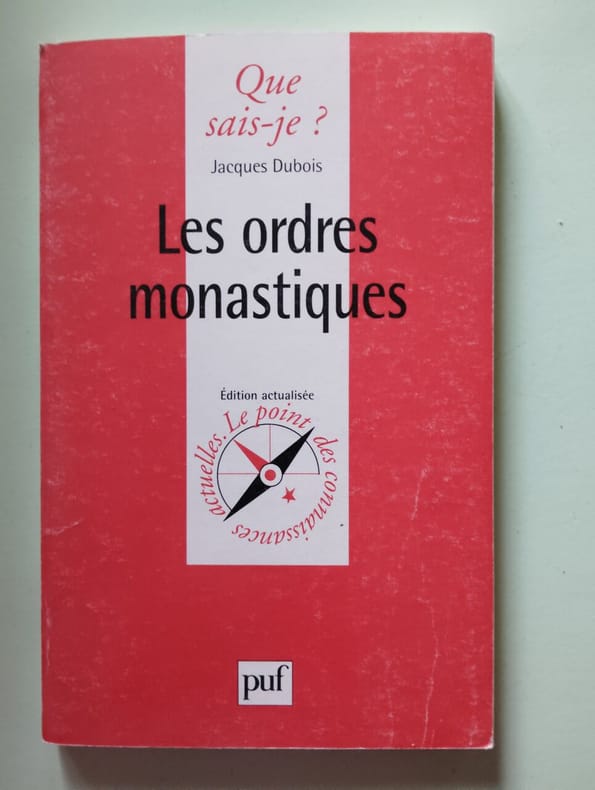 Que
sais-je ?
Jacques Dubois
Les ordres
monastiques
Édition actualisée
Le point des connaissances actuelles.
puf